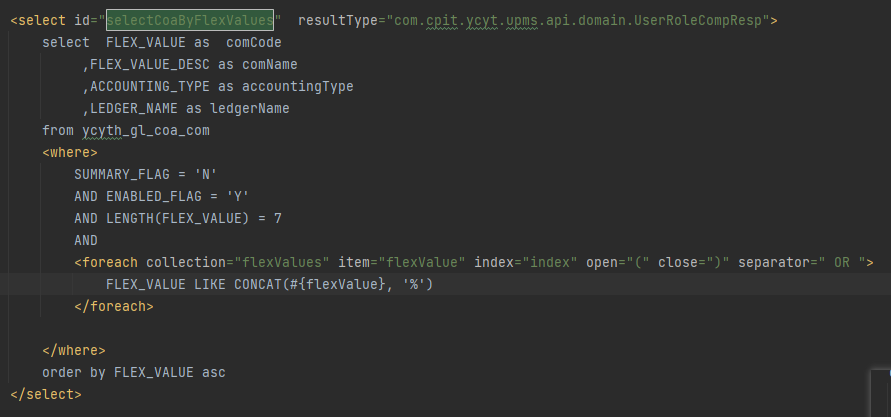 <select id="selectCoaByFlexValues"  resultType="com.cpit.ycyt.upms.api.domain.UserRoleCompResp">
    select  FLEX_VALUE as  comCode
         ,FLEX_VALUE_DESC as comName
         ,ACCOUNTING_TYPE as accountingType
         ,LEDGER_NAME as ledgerName
    from ycyth_gl_coa_com
    <where>
        SUMMARY_FLAG = 'N'
        AND ENABLED_FLAG = 'Y'
        AND LENGTH(FLEX_VALUE) = 7
        AND
        <foreach collection="flexValues" item="flexValue" index="index" open="(" close=")" separator=" OR ">
            FLEX_VALUE LIKE CONCAT(#{flexValue}, '%')
        </foreach>
    </where>
    order by FLEX_VALUE asc
</select>